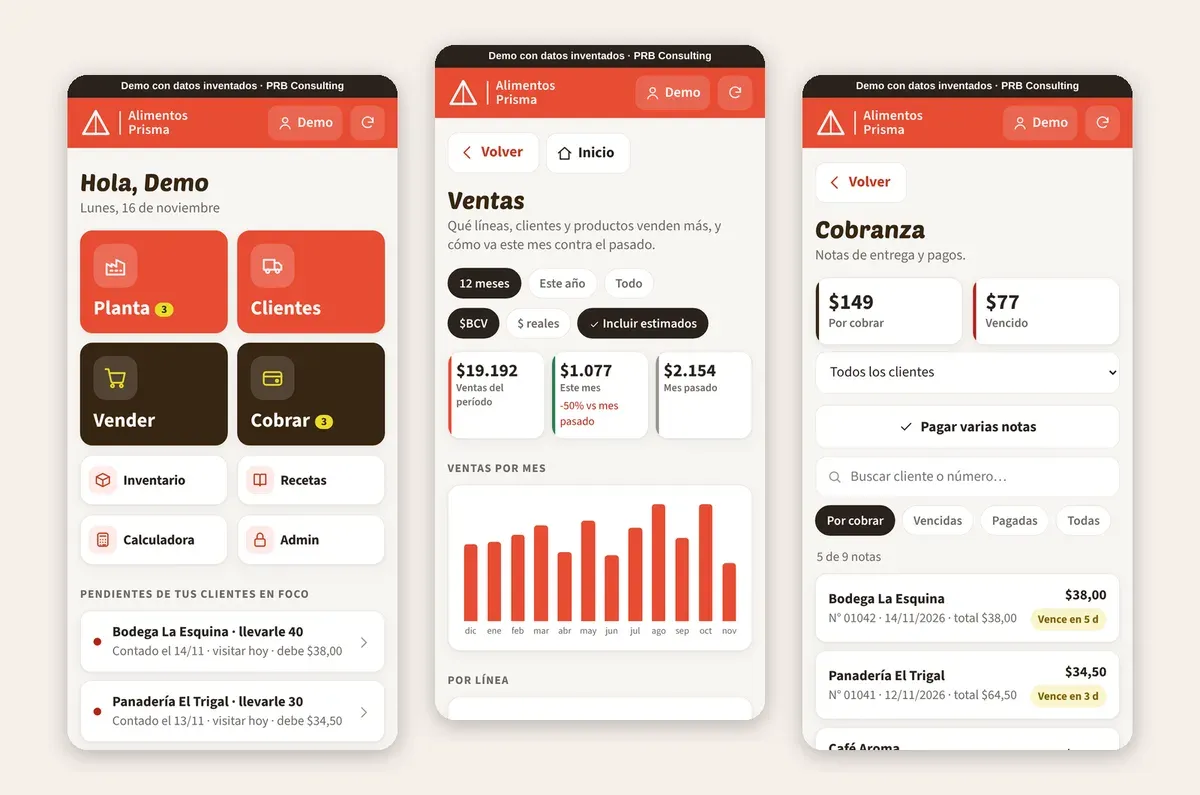 Demo con datos inventados · PRB Consulting
Alimentos
Prisma
Demo
Hola, Demo
Lunes, 16 de noviembre
Planta 3
Clientes
Vender
Cobrar 3
Inventario
Recetas
Calculadora
Admin
PENDIENTES DE TUS CLIENTES EN FOCO
Bodega La Esquina · llevarle 40
Contado el 14/11 · visitar hoy · debe $38,00
Panadería El Trigal · llevarle 30
Contado el 13/11 · visitar hoy · debe $34,50
Demo con datos inventados · PRB Consulting
Alimentos
Prisma
Demo
Volver
Inicio
Ventas
Qué líneas, clientes y productos venden más, y
cómo va este mes contra el pasado.
12 meses
Este año
Todo
$BCV
$ reales
✓ Incluir estimados
$19.192
Ventas del
período
$1.077
Este mes
-50% vs mes
pasado
$2.154
Mes pasado
VENTAS POR MES
dic ene feb mar abr may jun jul ago sep oct nov
POR LÍNEA
Demo con datos inventados · PRB Consulting
Alimentos
Prisma
Demo
Volver
Cobranza
Notas de entrega y pagos.
$149
Por cobrar
$77
Vencido
Todos los clientes
✓ Pagar varias notas
Buscar cliente o número…
Por cobrar
Vencidas
Pagadas
Todas
5 de 9 notas
Bodega La Esquina
$38,00
N° 01042 · 14/11/2026 · total $38,00
Vence en 5 d
Panadería El Trigal
$34,50
N° 01041 · 12/11/2026 · total $64,50
Vence en 3 d
Café Aroma